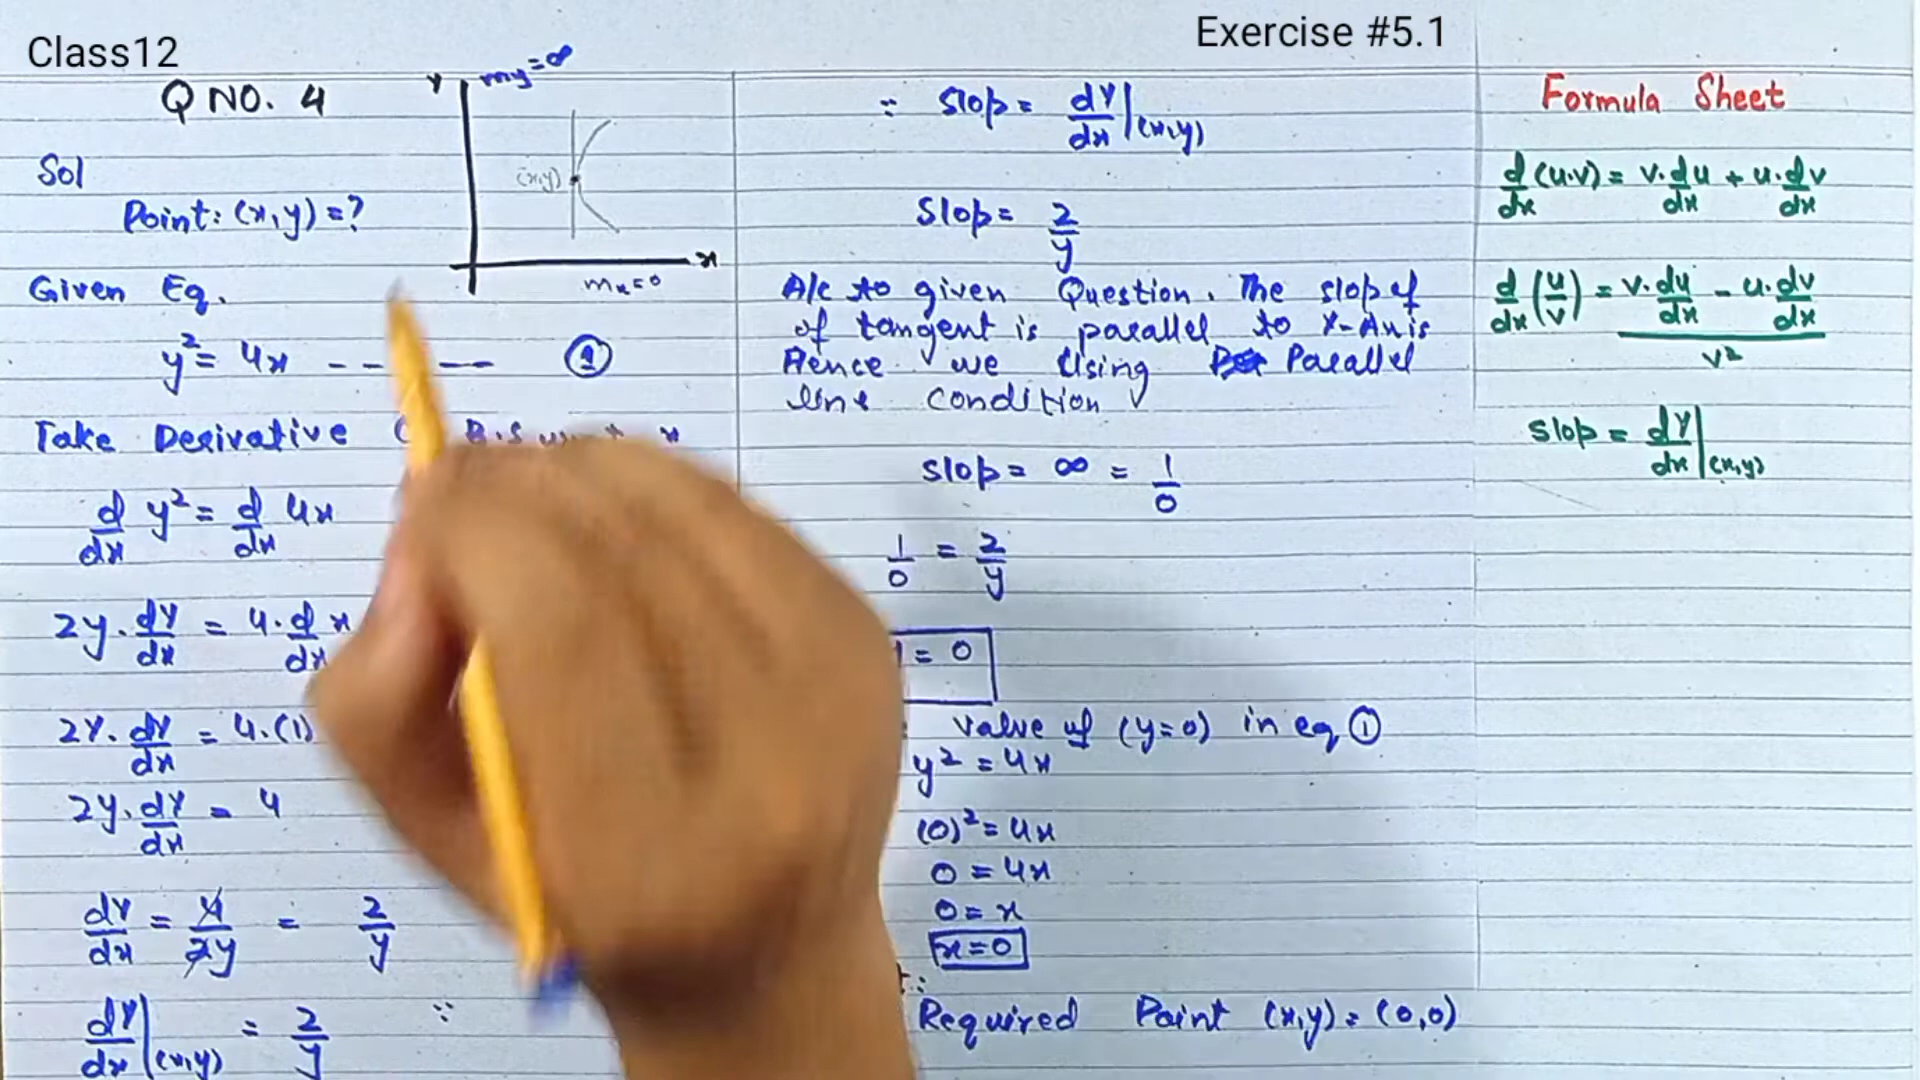 Class12
Exercise #5.1
Q NO. 4
Y
my=∞
(x,y)
x
mx=0
Sol
Point: (x,y)=?
Given Eq.
y² = 4x - - - - ①
Take Derivative B.S w.r.t x
d/dx y² = d/dx 4x
2y·dy/dx = 4·d/dx x
2y·dy/dx = 4·(1)
2y·dy/dx = 4
dy/dx = 4/2y = 2/y
dy/dx|(x,y) = 2/y ∵
∵ Slop = dy/dx|(x,y)
Slop = 2/y
A/c to given Question. The slop of
of tangent is parallel to Y-Axis
Hence we Using Parallel
line condition
Slop = ∞ = 1/0
1/0 = 2/y
= 0
value of (y=0) in eq ①
y² = 4x
(0)² = 4x
0 = 4x
0 = x
x=0
Required Point (x,y) = (0,0)
Formula Sheet
d/dx (u.v) = v.du/dx + u.dv/dx
d/dx (u/v) = v.du/dx - u.dv/dx / v²
Slop = dy/dx|(x,y)